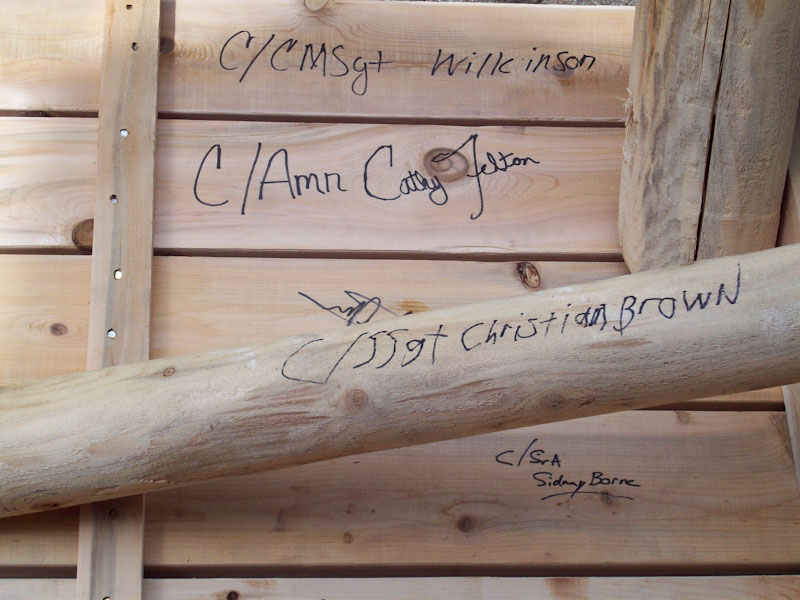 C/CMSgt Wilkinson
C/Amn Cathy Felton
C/SSgt Christian Brown
C/SrA
Sidney Borne